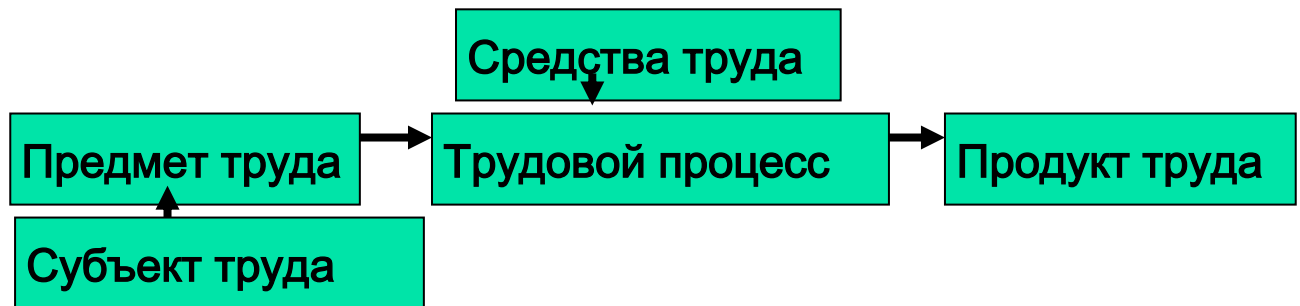 Средства труда
Предмет труда
Трудовой процесс
Продукт труда
Субъект труда